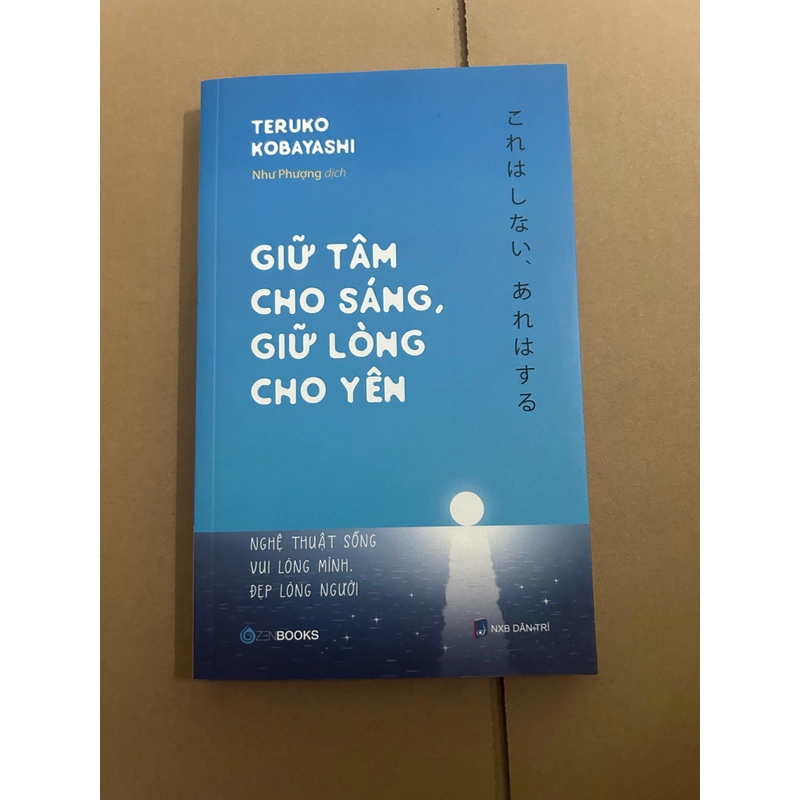 TERUKO
KOBAYASHI
Như Phượng dịch
これはしない、あれはする
GIỮ TÂM
CHO SÁNG,
GIỮ LÒNG
CHO YÊN
NGHỆ THUẬT SỐNG
VUI LÒNG MÌNH,
ĐẸP LÒNG NGƯỜI
ZENBOOKS
NXB DÂN TRÍ